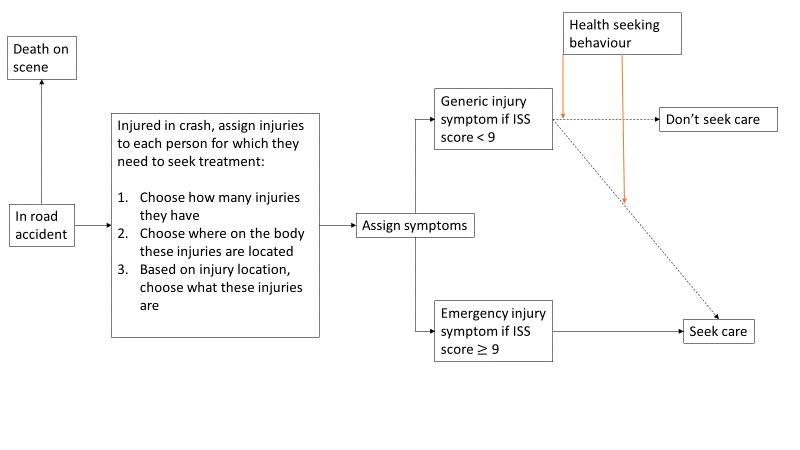 Health seeking
behaviour
Death on
scene
Generic injury
symptom if ISS
score < 9
Don't seek care
Injured in crash, assign injuries
to each person for which they
need to seek treatment:
1. Choose how many injuries
they have
2. Choose where on the body
these injuries are located
3. Based on injury location,
choose what these injuries
are
In road
accident
Assign symptoms
Emergency injury
symptom if ISS
score ≥ 9
Seek care